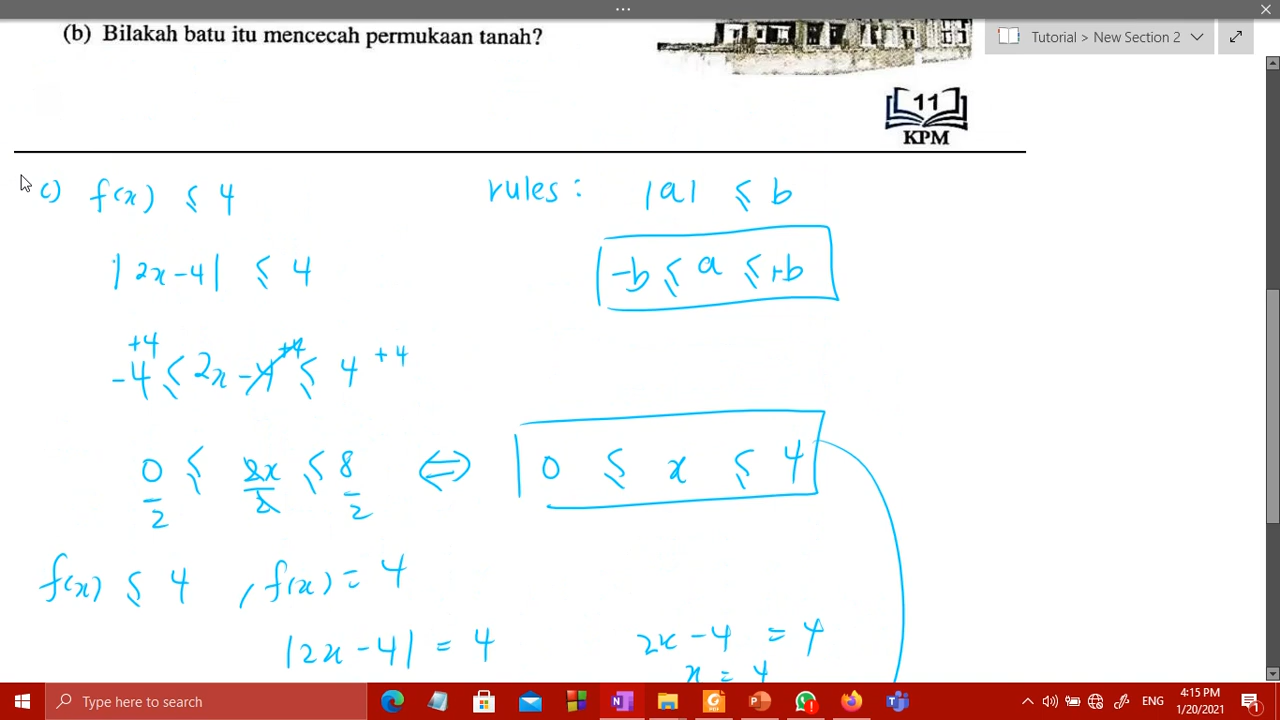 (b) Bilakah batu itu mencecah permukaan tanah?
Tutorial > New Section 2
11
KPM
c) f(x) ≤ 4
rules : |a| ≤ b
|2x-4| ≤ 4
-b ≤ a ≤ +b
+4 +4 +4
-4 ≤ 2x - 4 ≤ 4
0/2 ≤ 2x/2 ≤ 8/2 ⇔ 0 ≤ x ≤ 4
f(x) ≤ 4 , f(x) = 4
|2x - 4| = 4
2x - 4 = 4
x = 4
Type here to search
ENG
4:15 PM
1/20/2021
1